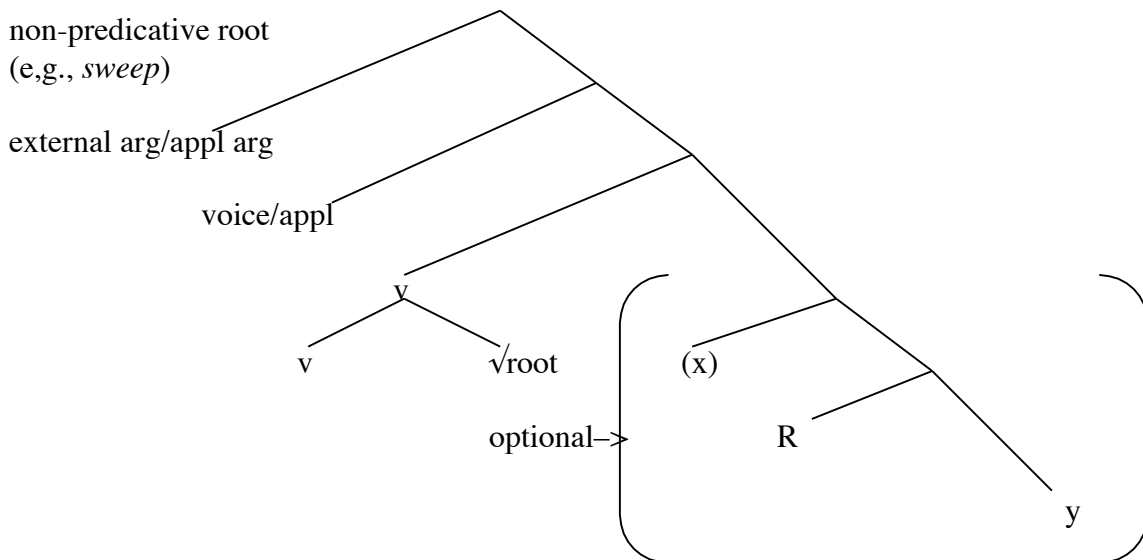 non-predicative root
(e,g., sweep)
external arg/appl arg
voice/appl
v
v √root (x)
optional–> R
y